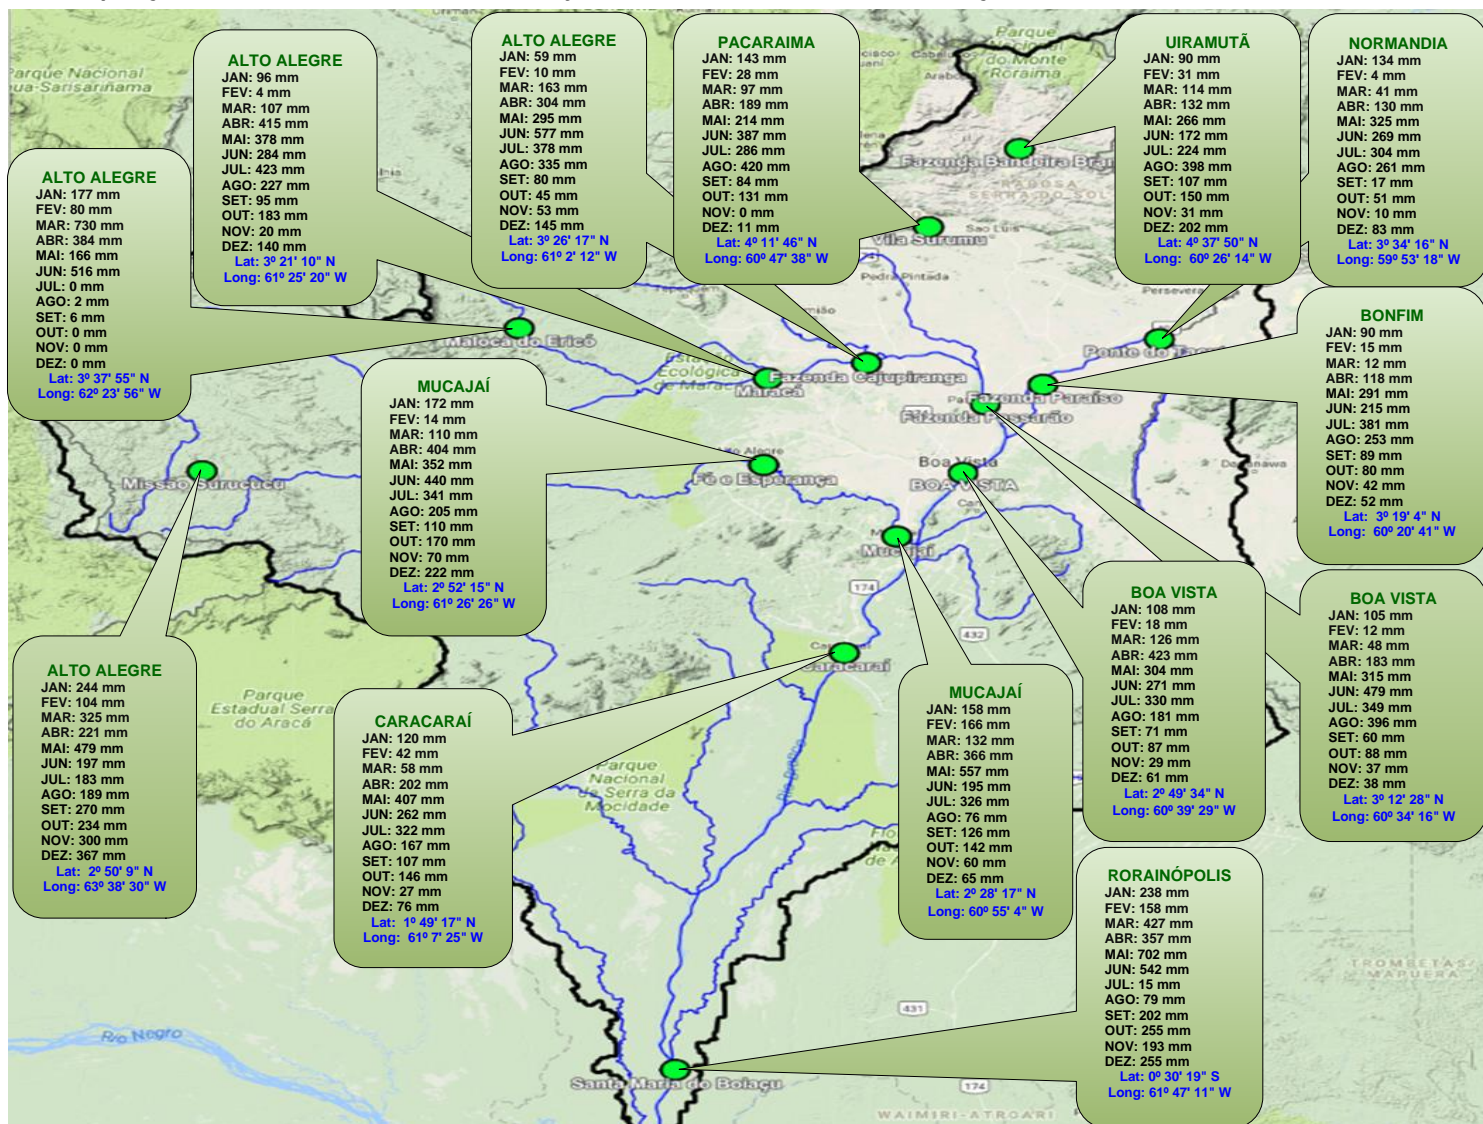 ALTO ALEGRE
JAN: 96 mm
FEV: 4 mm
MAR: 107 mm
ABR: 415 mm
MAI: 378 mm
JUN: 284 mm
JUL: 423 mm
AGO: 227 mm
SET: 95 mm
OUT: 183 mm
NOV: 20 mm
DEZ: 140 mm
Lat: 3º 21' 10" N
Long: 61º 25' 20" W
ALTO ALEGRE
JAN: 59 mm
FEV: 10 mm
MAR: 163 mm
ABR: 304 mm
MAI: 295 mm
JUN: 577 mm
JUL: 378 mm
AGO: 335 mm
SET: 80 mm
OUT: 45 mm
NOV: 53 mm
DEZ: 145 mm
Lat: 3º 26' 17" N
Long: 61º 2' 12" W
PACARAIMA
JAN: 143 mm
FEV: 28 mm
MAR: 97 mm
ABR: 189 mm
MAI: 214 mm
JUN: 387 mm
JUL: 286 mm
AGO: 420 mm
SET: 84 mm
OUT: 131 mm
NOV: 0 mm
DEZ: 11 mm
Lat: 4º 11' 46" N
Long: 60º 47' 38" W
UIRAMUTÃ
JAN: 90 mm
FEV: 31 mm
MAR: 114 mm
ABR: 132 mm
MAI: 266 mm
JUN: 172 mm
JUL: 224 mm
AGO: 398 mm
SET: 107 mm
OUT: 150 mm
NOV: 31 mm
DEZ: 202 mm
Lat: 4º 37' 50" N
Long: 60º 26' 14" W
NORMANDIA
JAN: 134 mm
FEV: 4 mm
MAR: 41 mm
ABR: 130 mm
MAI: 325 mm
JUN: 269 mm
JUL: 304 mm
AGO: 261 mm
SET: 17 mm
OUT: 51 mm
NOV: 10 mm
DEZ: 83 mm
Lat: 3º 34' 16" N
Long: 59º 53' 18" W
ALTO ALEGRE
JAN: 177 mm
FEV: 80 mm
MAR: 730 mm
ABR: 384 mm
MAI: 166 mm
JUN: 516 mm
JUL: 0 mm
AGO: 2 mm
SET: 6 mm
OUT: 0 mm
NOV: 0 mm
DEZ: 0 mm
Lat: 3º 37' 55" N
Long: 62º 23' 56" W
MUCAJAÍ
JAN: 172 mm
FEV: 14 mm
MAR: 110 mm
ABR: 404 mm
MAI: 352 mm
JUN: 440 mm
JUL: 341 mm
AGO: 205 mm
SET: 110 mm
OUT: 170 mm
NOV: 70 mm
DEZ: 222 mm
Lat: 2º 52' 15" N
Long: 61º 26' 26" W
BONFIM
JAN: 90 mm
FEV: 15 mm
MAR: 12 mm
ABR: 118 mm
MAI: 291 mm
JUN: 215 mm
JUL: 381 mm
AGO: 253 mm
SET: 89 mm
OUT: 80 mm
NOV: 42 mm
DEZ: 52 mm
Lat: 3º 19' 4" N
Long: 60º 20' 41" W
ALTO ALEGRE
JAN: 244 mm
FEV: 104 mm
MAR: 325 mm
ABR: 221 mm
MAI: 479 mm
JUN: 197 mm
JUL: 183 mm
AGO: 189 mm
SET: 270 mm
OUT: 234 mm
NOV: 300 mm
DEZ: 367 mm
Lat: 2º 50' 9" N
Long: 63º 38' 30" W
CARACARAÍ
JAN: 120 mm
FEV: 42 mm
MAR: 58 mm
ABR: 202 mm
MAI: 407 mm
JUN: 262 mm
JUL: 322 mm
AGO: 167 mm
SET: 107 mm
OUT: 146 mm
NOV: 27 mm
DEZ: 76 mm
Lat: 1º 49' 17" N
Long: 61º 7' 25" W
MUCAJAÍ
JAN: 158 mm
FEV: 166 mm
MAR: 132 mm
ABR: 366 mm
MAI: 557 mm
JUN: 195 mm
JUL: 326 mm
AGO: 76 mm
SET: 126 mm
OUT: 142 mm
NOV: 60 mm
DEZ: 65 mm
Lat: 2º 28' 17" N
Long: 60º 55' 4" W
BOA VISTA
JAN: 108 mm
FEV: 18 mm
MAR: 126 mm
ABR: 423 mm
MAI: 304 mm
JUN: 271 mm
JUL: 330 mm
AGO: 181 mm
SET: 71 mm
OUT: 87 mm
NOV: 29 mm
DEZ: 61 mm
Lat: 2º 49' 34" N
Long: 60º 39' 29" W
BOA VISTA
JAN: 105 mm
FEV: 12 mm
MAR: 48 mm
ABR: 183 mm
MAI: 315 mm
JUN: 479 mm
JUL: 349 mm
AGO: 396 mm
SET: 60 mm
OUT: 88 mm
NOV: 37 mm
DEZ: 38 mm
Lat: 3º 12' 28" N
Long: 60º 34' 16" W
RORAINÓPOLIS
JAN: 238 mm
FEV: 158 mm
MAR: 427 mm
ABR: 357 mm
MAI: 702 mm
JUN: 542 mm
JUL: 15 mm
AGO: 79 mm
SET: 202 mm
OUT: 255 mm
NOV: 193 mm
DEZ: 255 mm
Lat: 0º 30' 19" S
Long: 61º 47' 11" W
Parque Nacional
Parque
do Monte
Roraima
Vila Surumu
São Luis
Pedra Pintada
Maloca do Ericó
Ecológica
de Maracá
Maracá
Fazenda Cajupiranga
Fazenda Paraíso
Fazenda Passarão
Missão Surucucu
Fé e Esperança
Boa Vista
BOA VISTA
Mucajaí
174
432
Caracaraí
Parque
Estadual Serra
do Aracá
Parque
Nacional
da Serra da
Mocidade
Rio Branco
Rio Negro
Santa Maria do Boiaçu
431
174
TROMBETAS/
MAPUERA
WAIMIRI-ATROARI